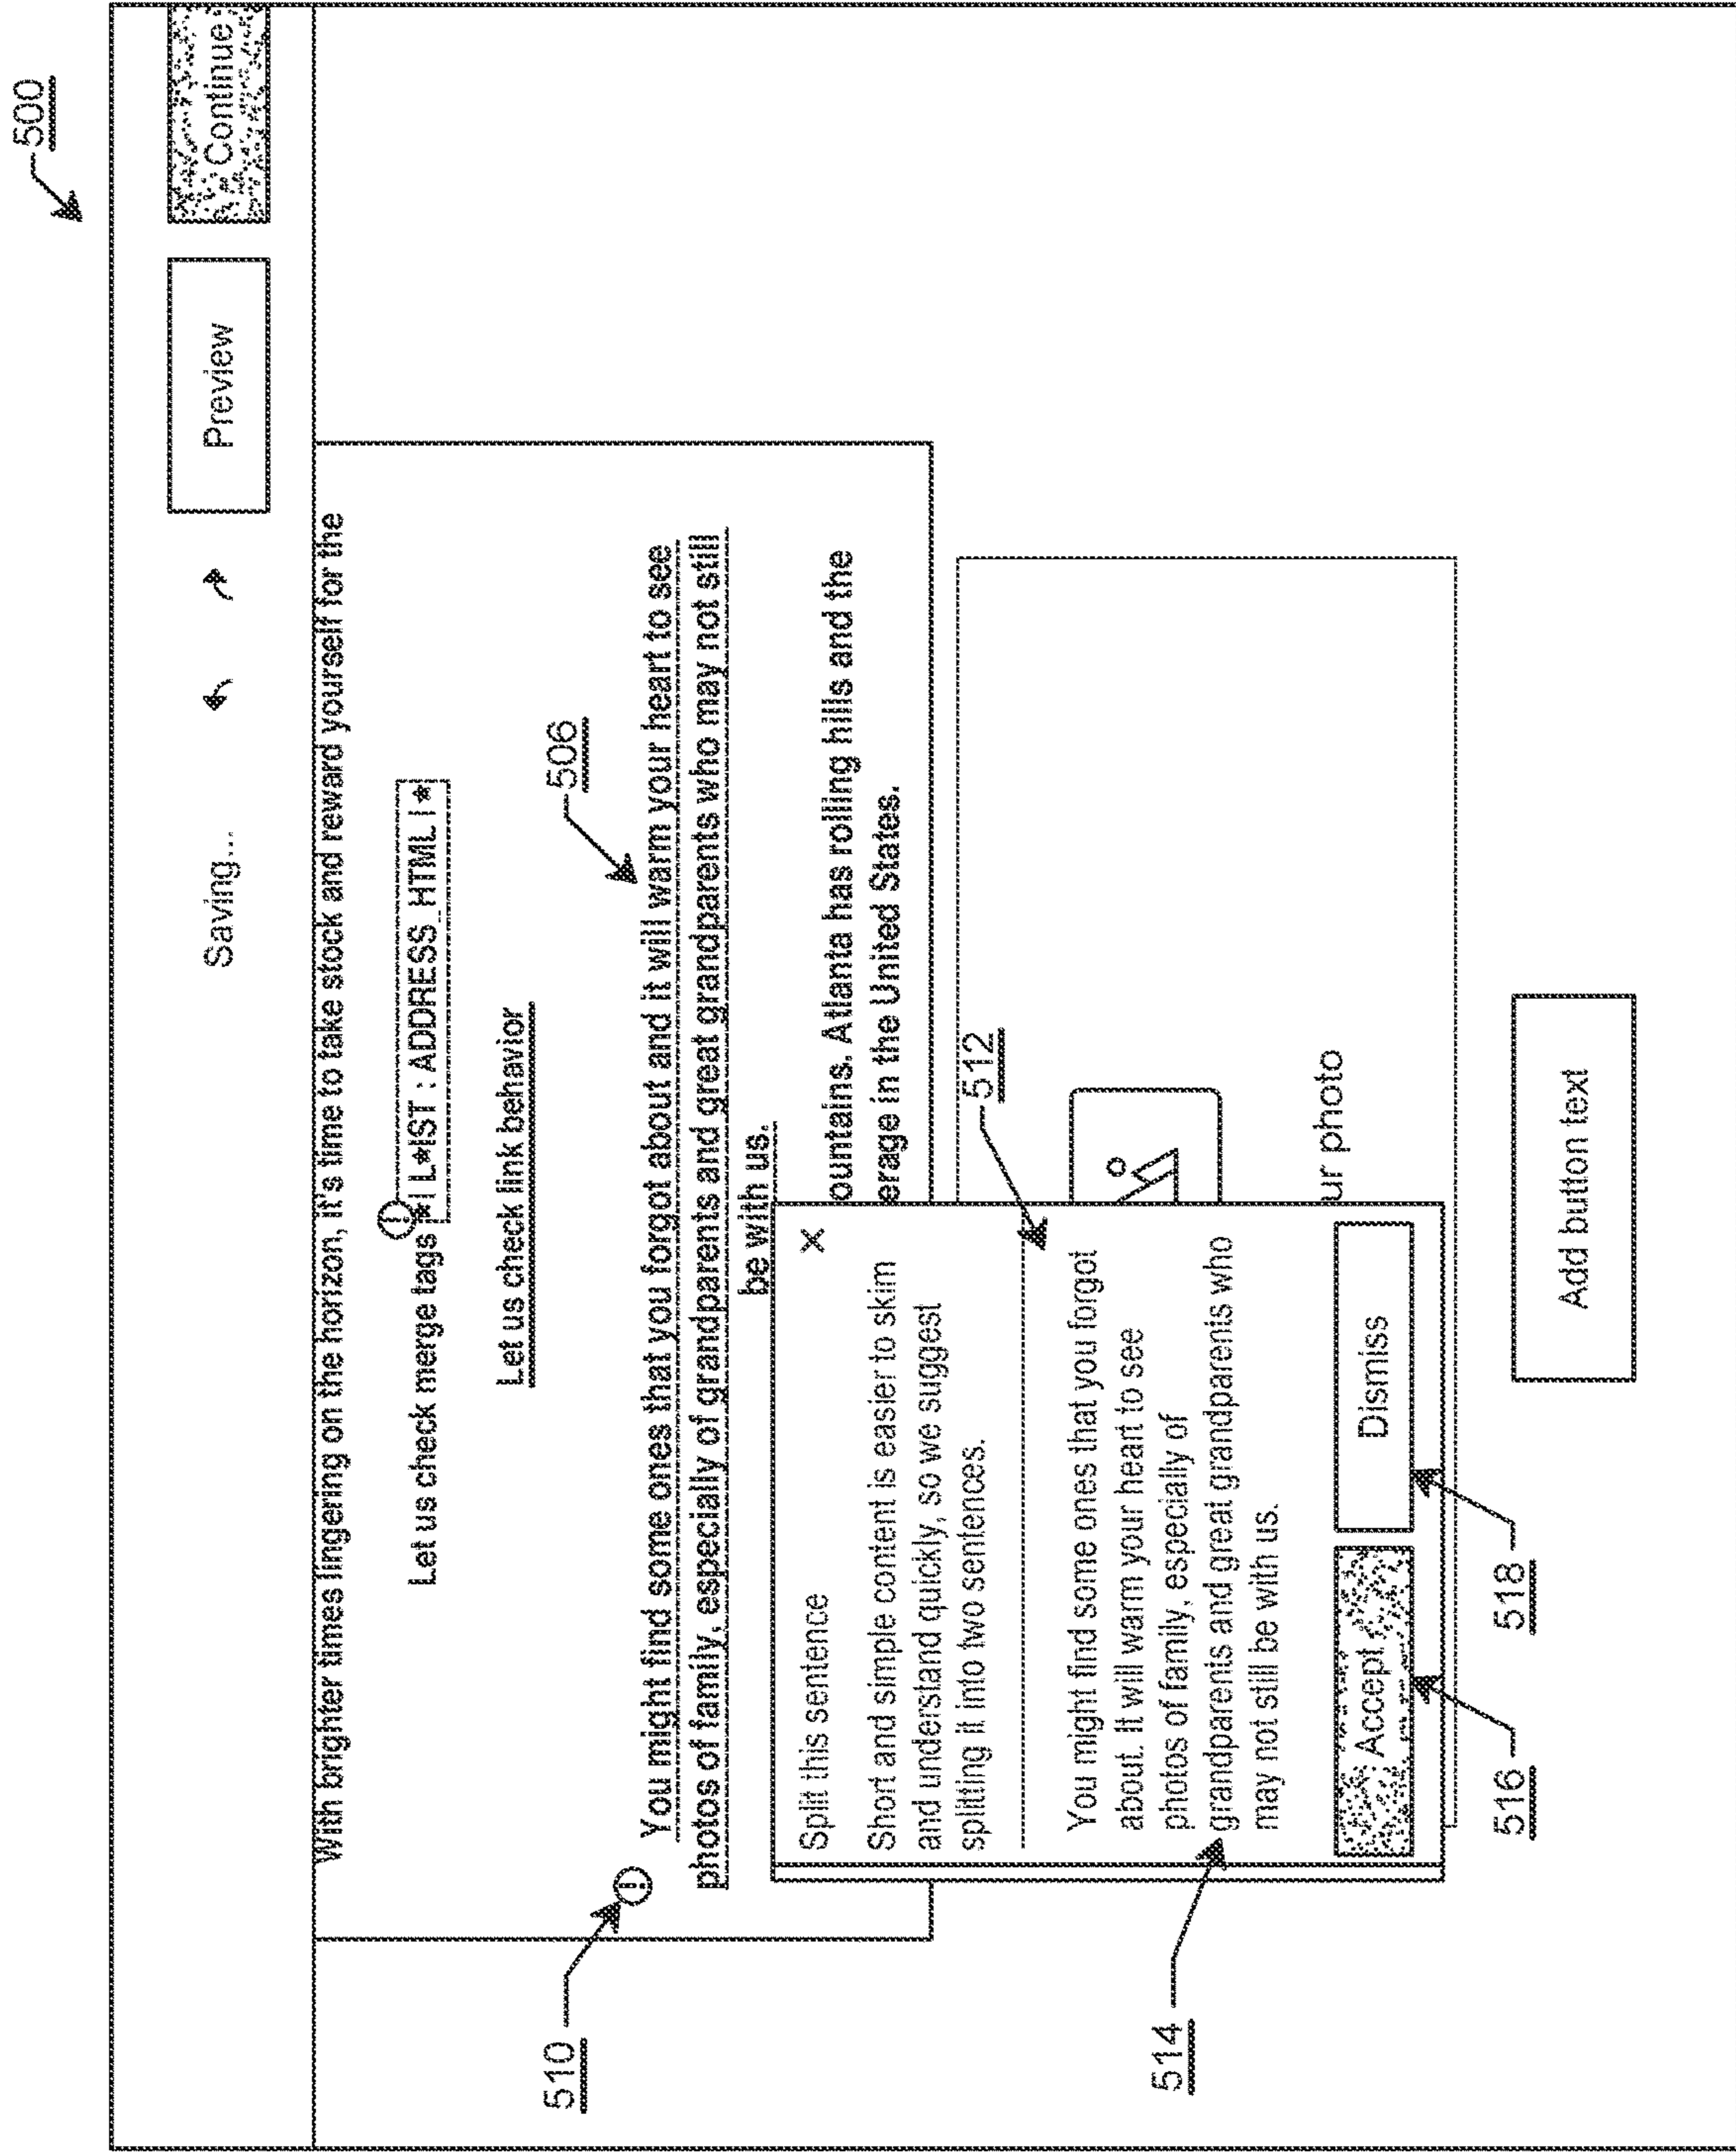 500
Saving...
Preview
Continue
With brighter times lingering on the horizon, it's time to take stock and reward yourself for the
Let us check merge tags *| L*IST : ADDRESS_HTML | *
Let us check link behavior
506
510
You might find some ones that you forgot about and it will warm your heart to see
photos of family, especially of grandparents and great grandparents who may not still
be with us.
ountains. Atlanta has rolling hills and the
erage in the United States.
Split this sentence
X
Short and simple content is easier to skim
and understand quickly, so we suggest
splitting it into two sentences.
512
You might find some ones that you forgot
about. It will warm your heart to see
photos of family, especially of
grandparents and great grandparents who
may not still be with us.
514
ur photo
Accept
Dismiss
516
518
Add button text